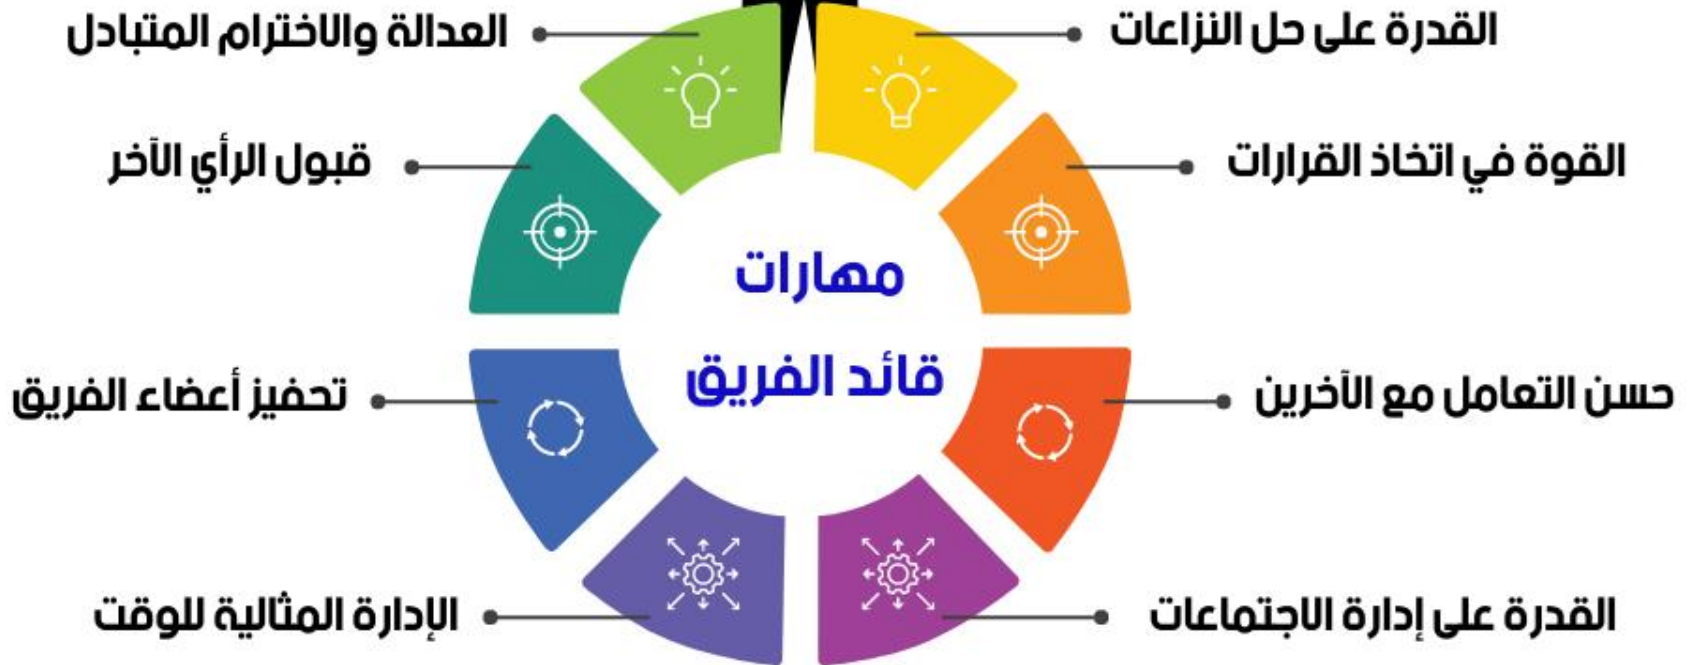 القدرة على حل النزاعات
العدالة والاخترام المتبادل
القوة في اتخاذ القرارات
قبول الرأي الآخر
مهارات
قائد الفريق
حسن التعامل مع الآخرين
تحفيز أعضاء الفريق
القدرة على إدارة الاجتماعات
الإدارة المثالية للوقت